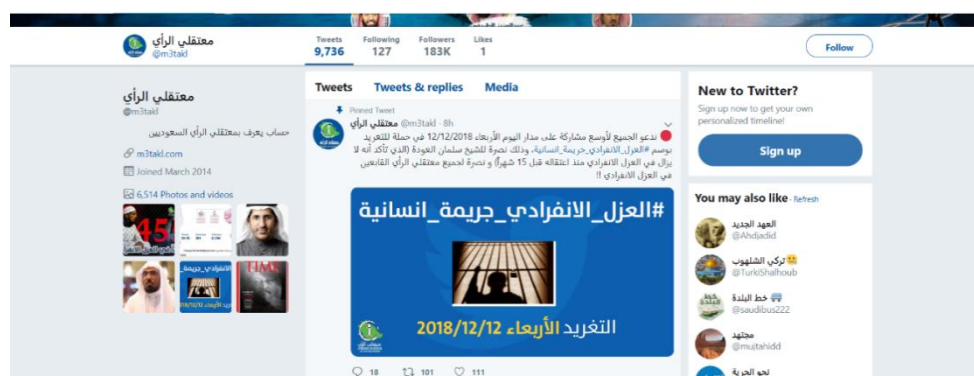 معتقلي الرأي
@m3takl
Tweets Following Followers Likes
9,736 127 183K 1
Follow
معتقلي الرأي
@m3takl
حساب يعرف بمعتقلي الرأي السعوديين
m3takl.com
Joined March 2014
6,514 Photos and videos
TIME
Tweets Tweets & replies Media
Pinned Tweet
معتقلي الرأي @m3takl · 8h
ندعو الجميع لأوسع مشاركة على مدار اليوم الأربعاء 12/12/2018 في حملة للتغريد
بوسم #العزل_الانفرادي_جريمة_انسانية، وذلك نصرة للشيخ سلمان العودة (الذي تأكد أنه لا
يزال في العزل الانفرادي منذ اعتقاله قبل 15 شهراً) و نصرة لجميع معتقلي الرأي القابعين
في العزل الانفرادي !!
#العزل_الانفرادي_جريمة_انسانية
التغريد الأربعاء 2018/12/12
18 101 111
New to Twitter?
Sign up now to get your own
personalized timeline!
Sign up
You may also like · Refresh
العهد الجديد
@Ahdjadid
تركي الشلهوب
@TurkiShalhoub
خط البلدة
@saudibus222
مجتهد
@mujtahidd
نحو الحرية